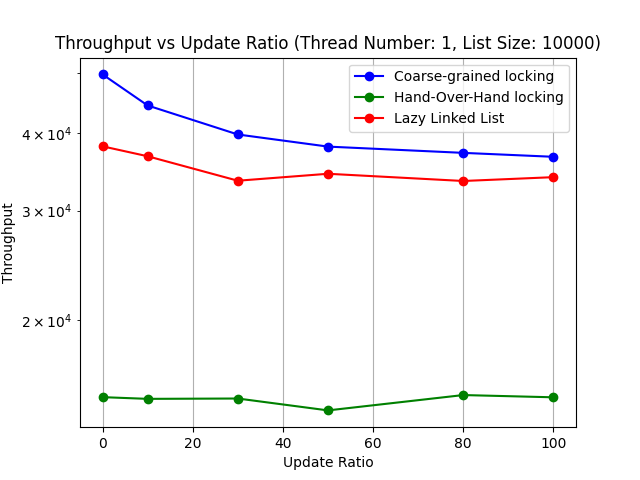 Throughput vs Update Ratio (Thread Number: 1, List Size: 10000)
Coarse-grained locking
Hand-Over-Hand locking
Lazy Linked List
Throughput
4 × 10⁴
3 × 10⁴
2 × 10⁴
0 20 40 60 80 100
Update Ratio